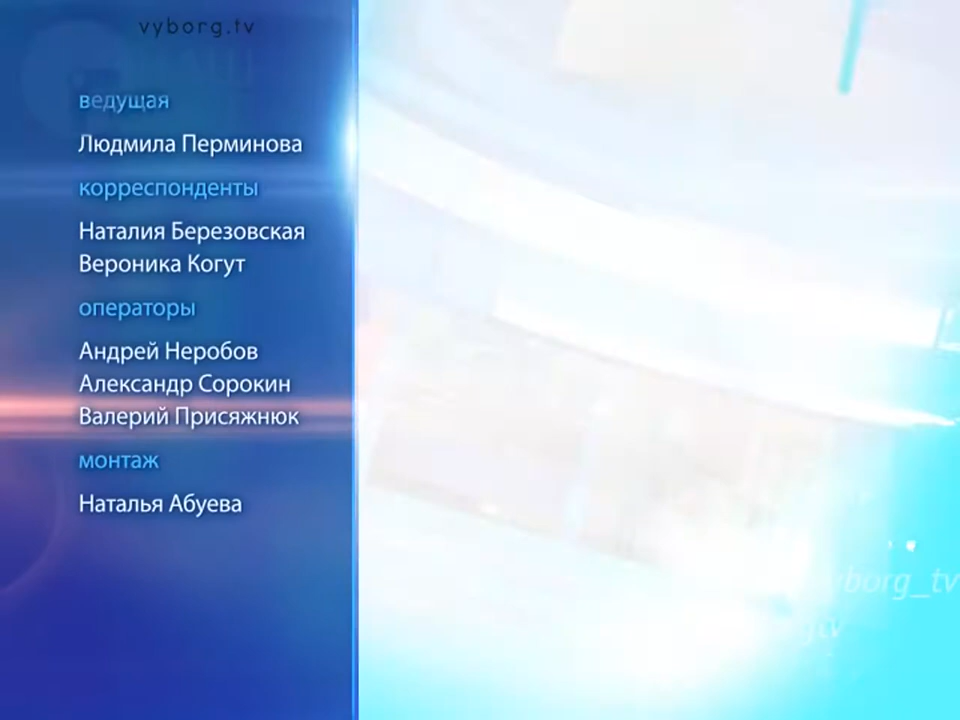 vyborg.tv
ведущая
Людмила Перминова
корреспонденты
Наталия Березовская
Вероника Когут
операторы
Андрей Неробов
Александр Сорокин
Валерий Присяжнюк
монтаж
Наталья Абуева